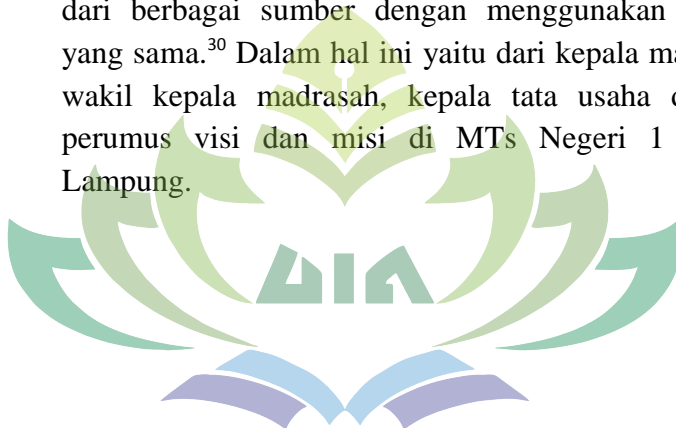 dari berbagai sumber dengan menggunakan
yang sama.³⁰ Dalam hal ini yaitu dari kepala
wakil kepala madrasah, kepala tata usaha
perumus visi dan misi di MTs Negeri 1
Lampung.
UIN